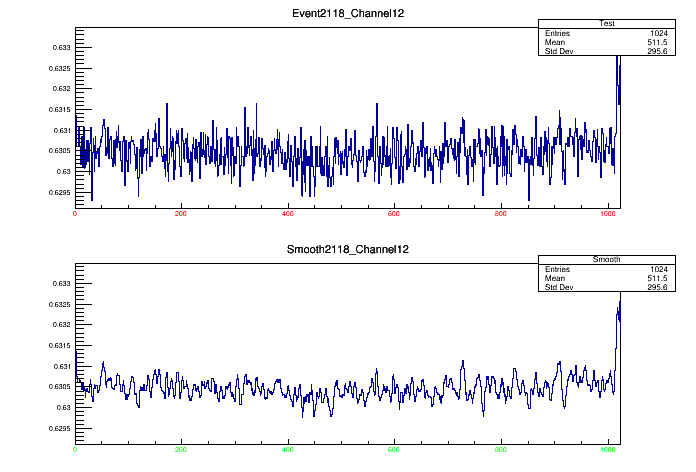 Event2118_Channel12
Test
Entries 1024
Mean 511.5
Std Dev 295.6
0.633
0.6325
0.632
0.6315
0.631
0.6305
0.63
0.6295
0 200 400 600 800 1000
Smooth2118_Channel12
Smooth
Entries 1024
Mean 511.5
Std Dev 295.6
0.633
0.6325
0.632
0.6315
0.631
0.6305
0.63
0.6295
0 200 400 600 800 1000